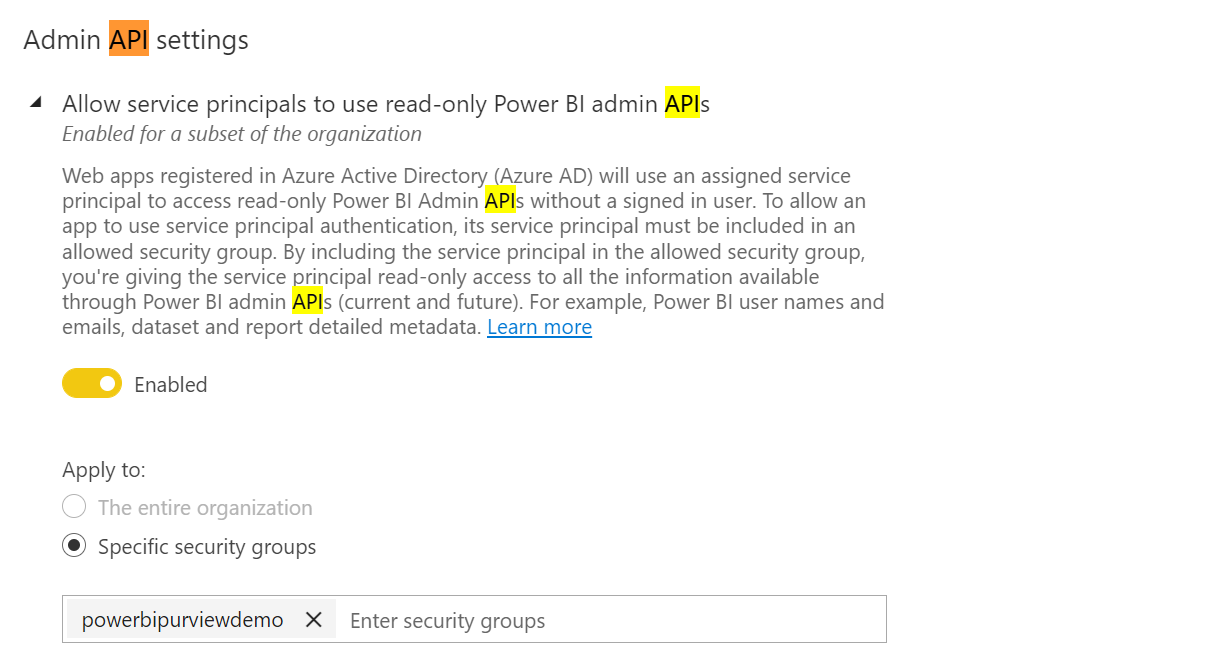 Admin API settings
Allow service principals to use read-only Power BI admin APIs
Enabled for a subset of the organization
Web apps registered in Azure Active Directory (Azure AD) will use an assigned service
principal to access read-only Power BI Admin APIs without a signed in user. To allow an
app to use service principal authentication, its service principal must be included in an
allowed security group. By including the service principal in the allowed security group,
you're giving the service principal read-only access to all the information available
through Power BI admin APIs (current and future). For example, Power BI user names and
emails, dataset and report detailed metadata. Learn more
Enabled
Apply to:
The entire organization
Specific security groups
powerbipurviewdemo Enter security groups